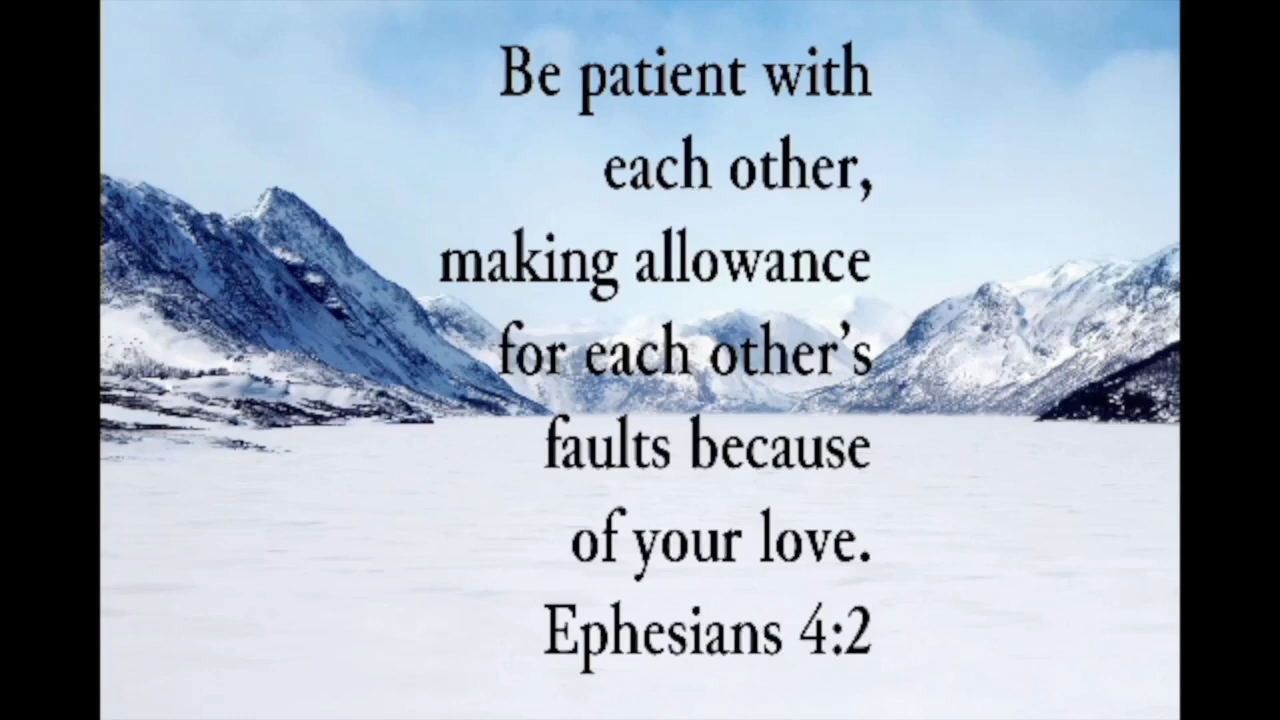 Be patient with
each other,
making allowance
for each other's
faults because
of your love.
Ephesians 4:2